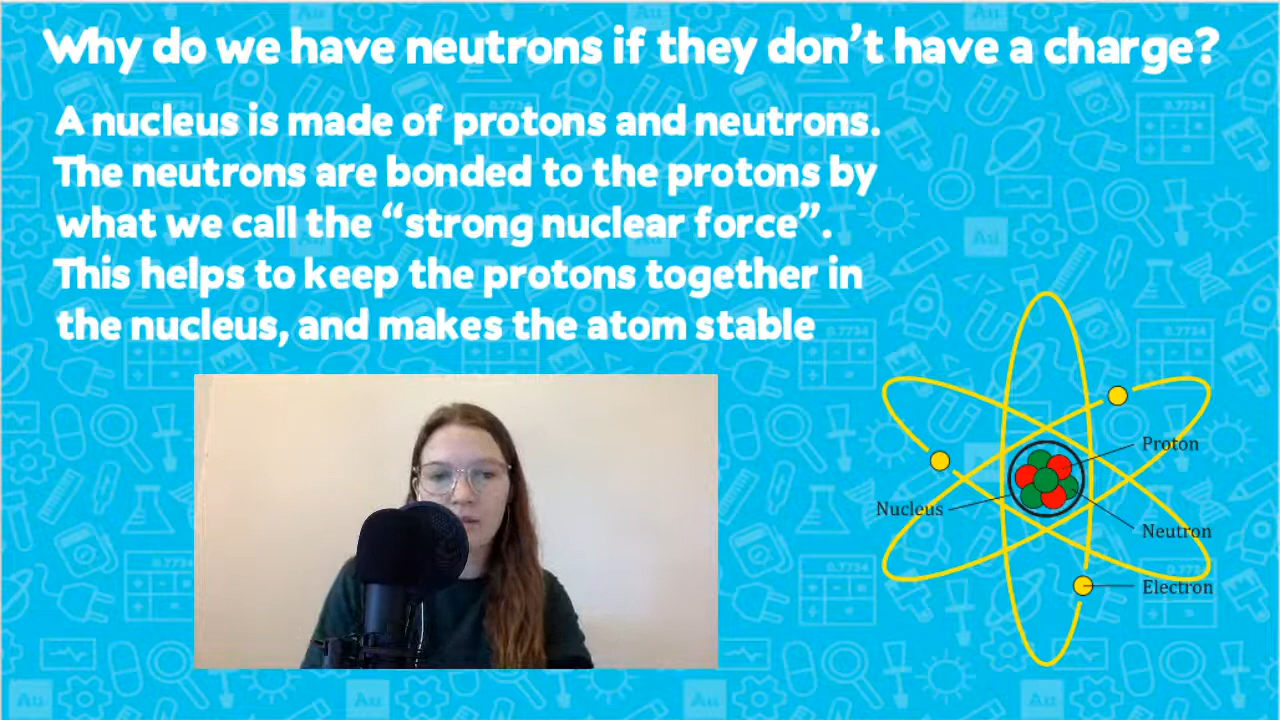 Why do we have neutrons if they don't have a charge?
A nucleus is made of protons and neutrons.
The neutrons are bonded to the protons by
what we call the “strong nuclear force”.
This helps to keep the protons together in
the nucleus, and makes the atom stable
Proton
Nucleus
Neutron
Electron